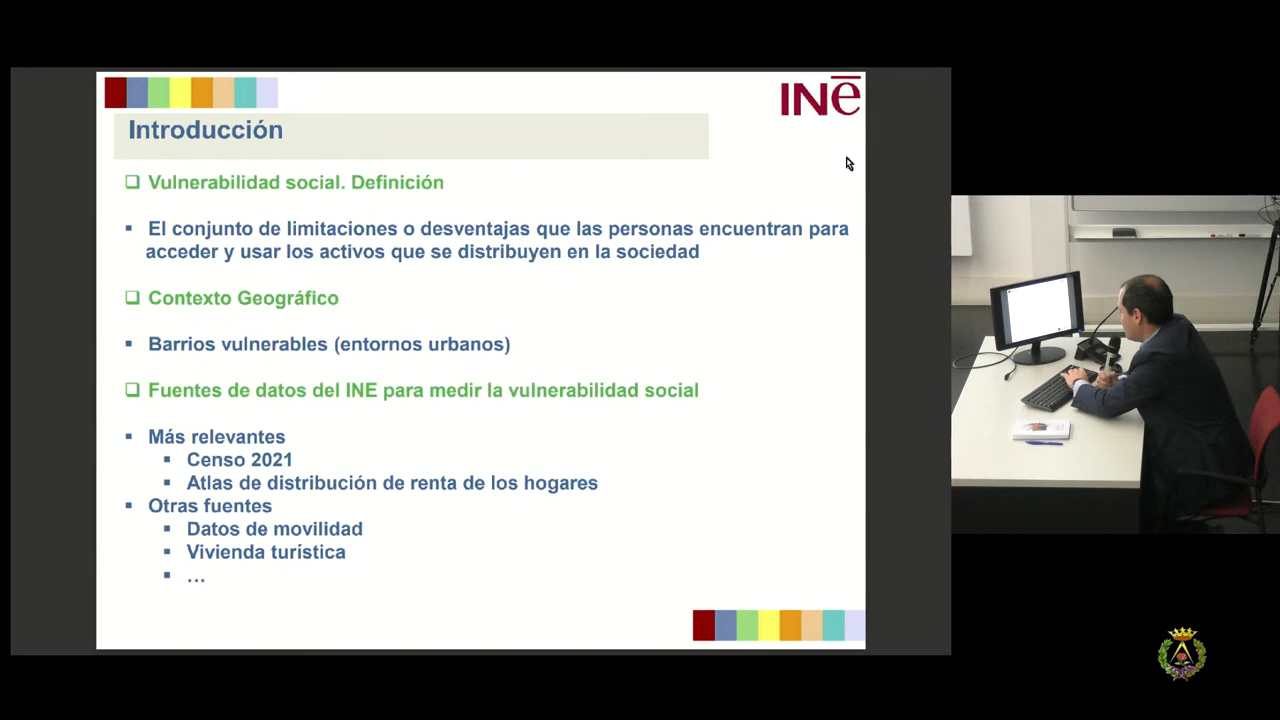 INe
Introducción
Vulnerabilidad social. Definición
El conjunto de limitaciones o desventajas que las personas encuentran para
acceder y usar los activos que se distribuyen en la sociedad
Contexto Geográfico
Barrios vulnerables (entornos urbanos)
Fuentes de datos del INE para medir la vulnerabilidad social
Más relevantes
Censo 2021
Atlas de distribución de renta de los hogares
Otras fuentes
Datos de movilidad
Vivienda turística
…